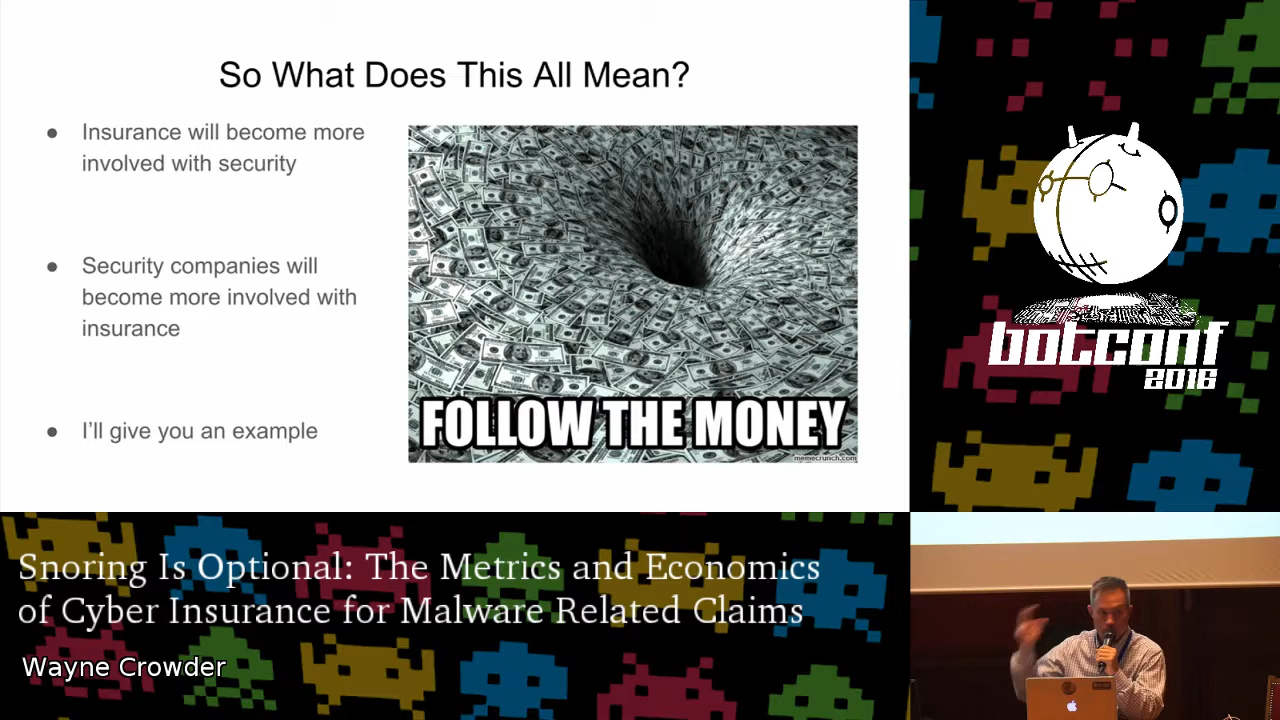 So What Does This All Mean?
● Insurance will become more
involved with security
● Security companies will
become more involved with
insurance
● I'll give you an example
FOLLOW THE MONEY
memecrunch.com
botconf
2016
Snoring Is Optional: The Metrics and Economics
of Cyber Insurance for Malware Related Claims
Wayne Crowder